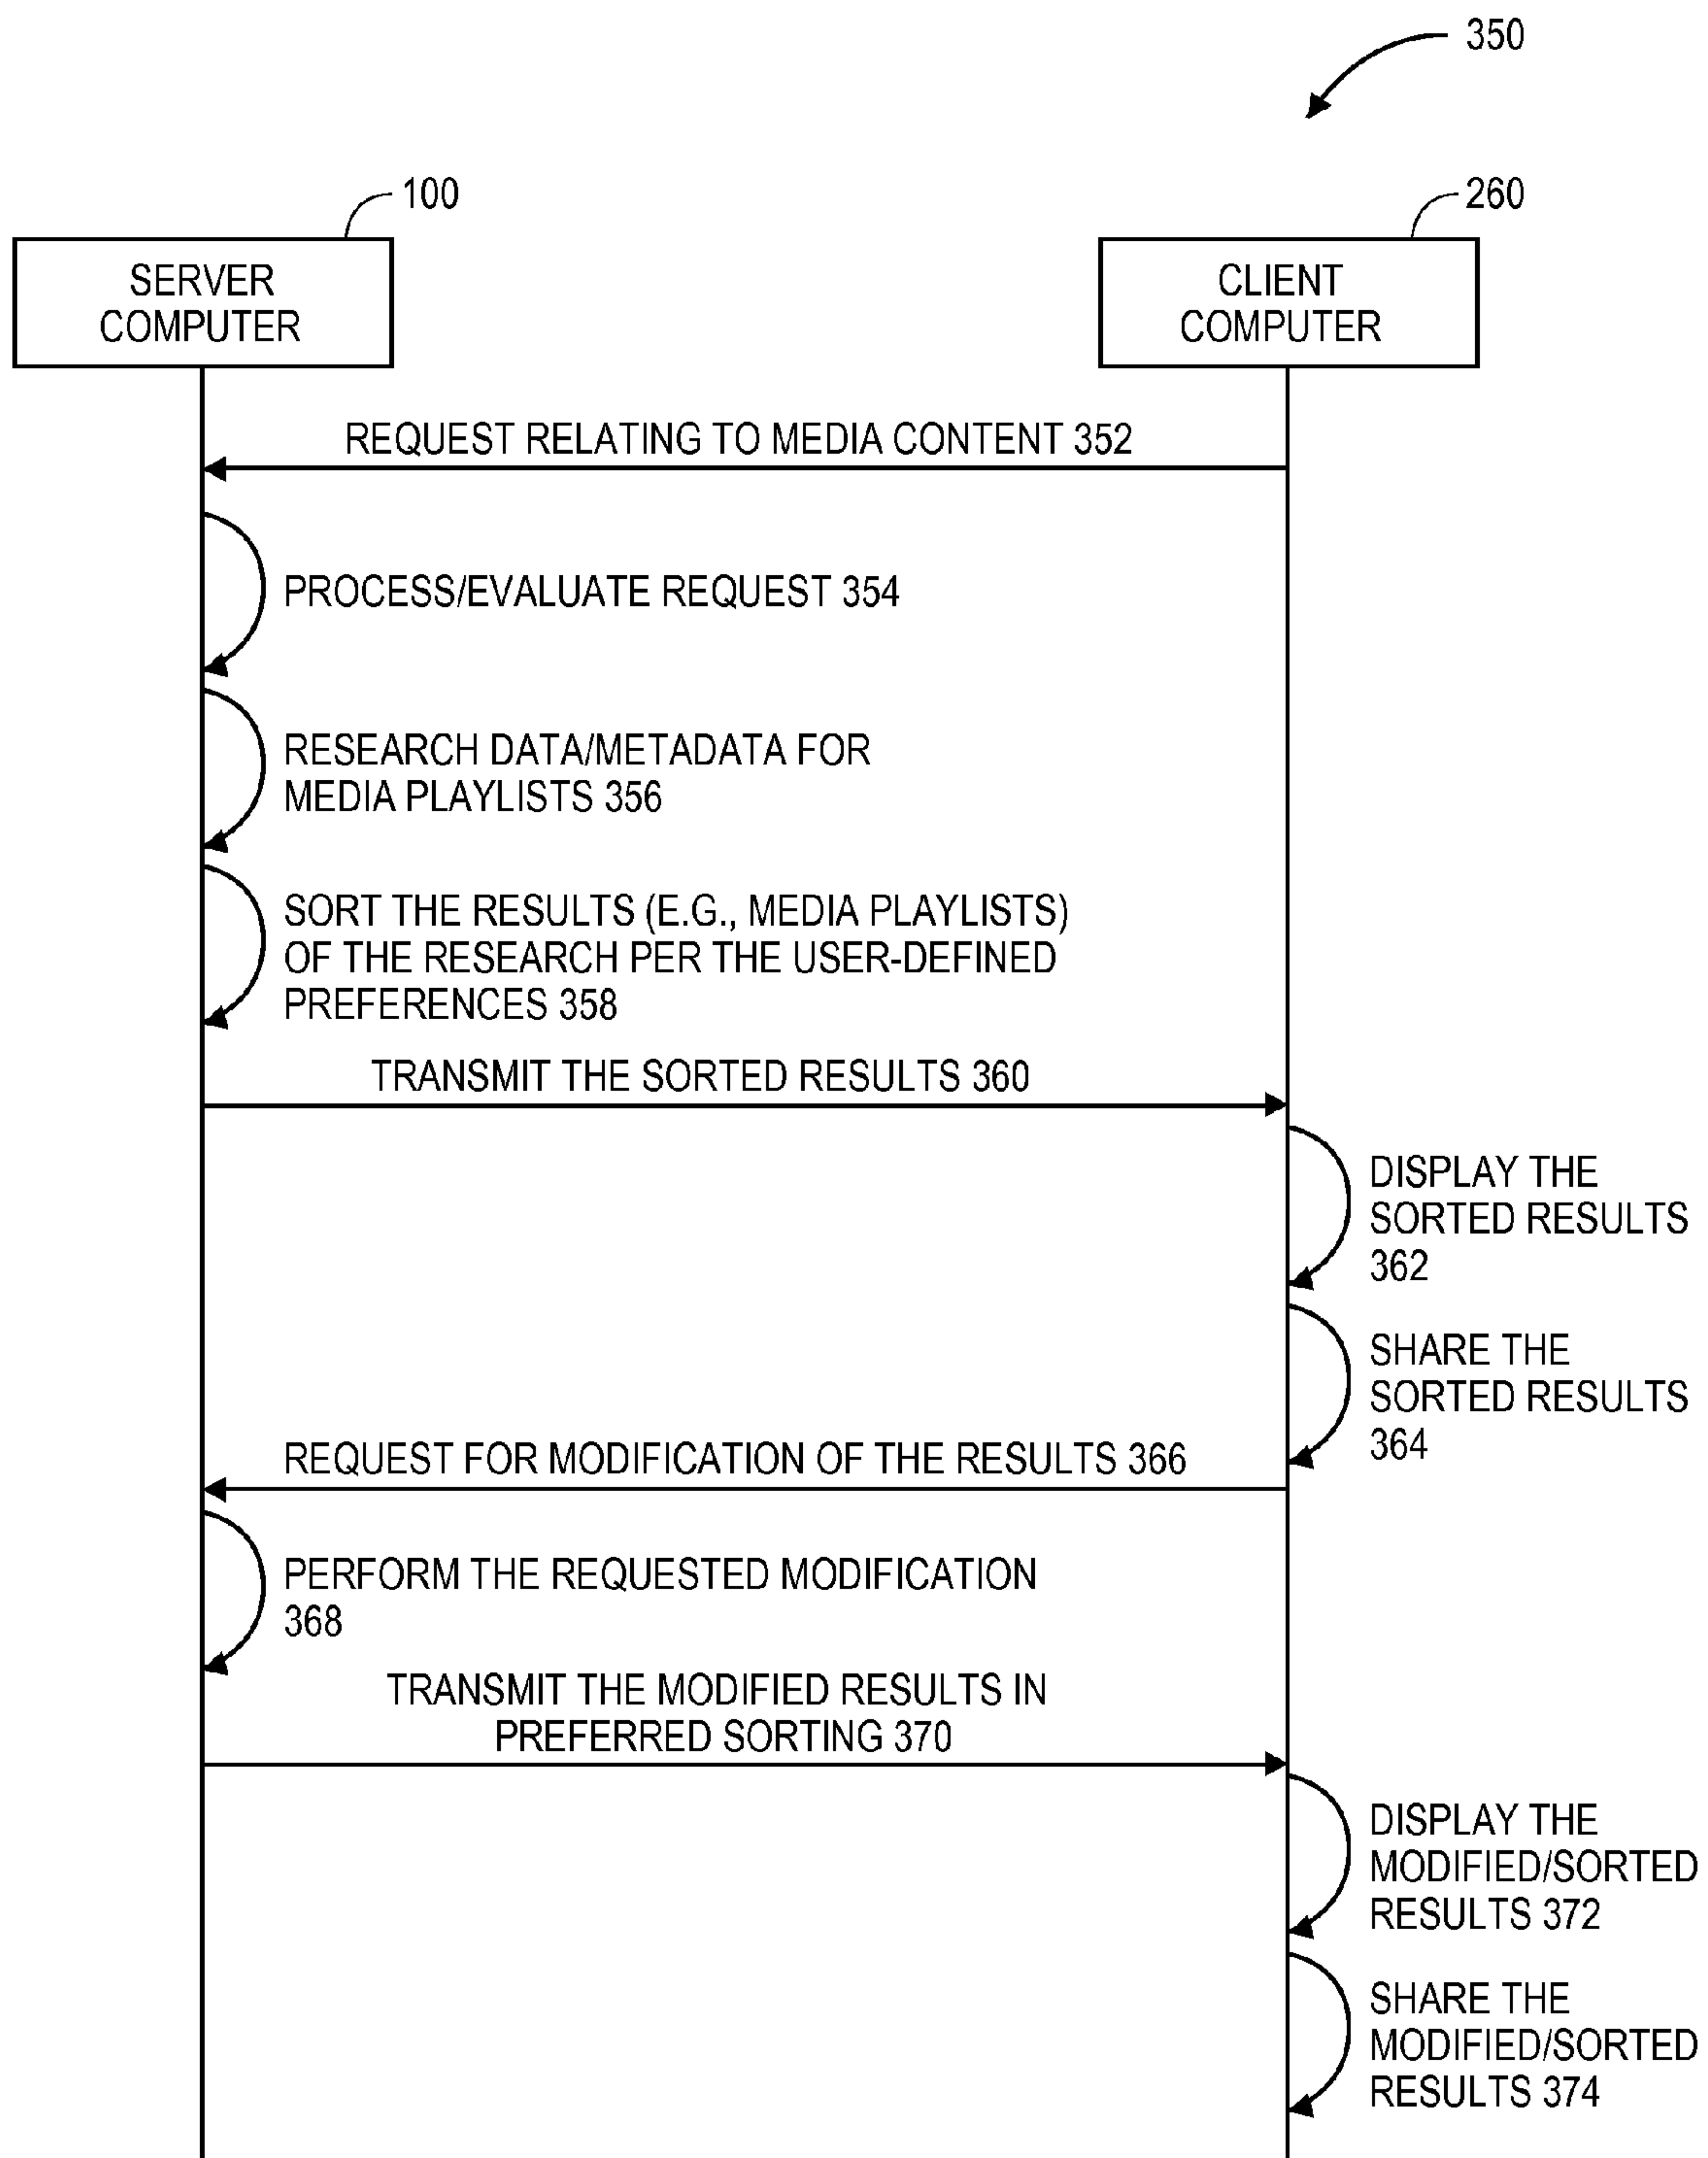 350
100
260
SERVER
COMPUTER
CLIENT
COMPUTER
REQUEST RELATING TO MEDIA CONTENT 352
PROCESS/EVALUATE REQUEST 354
RESEARCH DATA/METADATA FOR
MEDIA PLAYLISTS 356
SORT THE RESULTS (E.G., MEDIA PLAYLISTS)
OF THE RESEARCH PER THE USER-DEFINED
PREFERENCES 358
TRANSMIT THE SORTED RESULTS 360
DISPLAY THE
SORTED RESULTS
362
SHARE THE
SORTED RESULTS
364
REQUEST FOR MODIFICATION OF THE RESULTS 366
PERFORM THE REQUESTED MODIFICATION
368
TRANSMIT THE MODIFIED RESULTS IN
PREFERRED SORTING 370
DISPLAY THE
MODIFIED/SORTED
RESULTS 372
SHARE THE
MODIFIED/SORTED
RESULTS 374